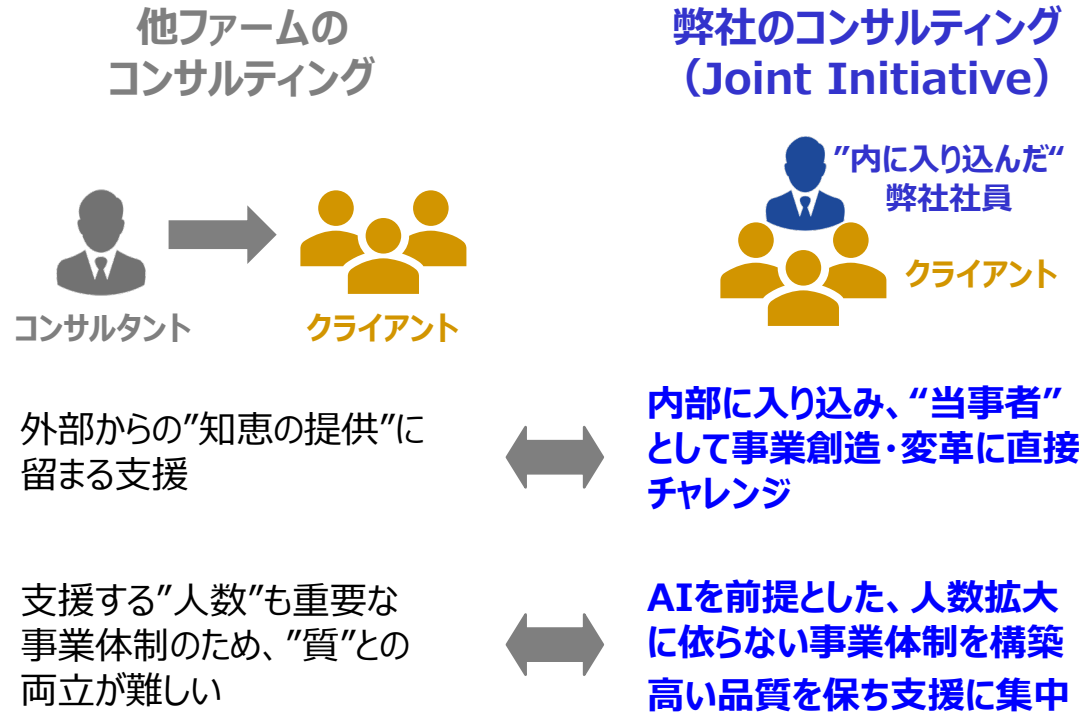 他ファームの
コンサルティング
弊社のコンサルティング
（Joint Initiative）
”内に入り込んだ“
弊社社員
クライアント
コンサルタント
クライアント
外部からの”知恵の提供”に
留まる支援
内部に入り込み、“当事者”
として事業創造・変革に直接
チャレンジ
支援する”人数”も重要な
事業体制のため、”質”との
両立が難しい
AIを前提とした、人数拡大
に依らない事業体制を構築
高い品質を保ち支援に集中